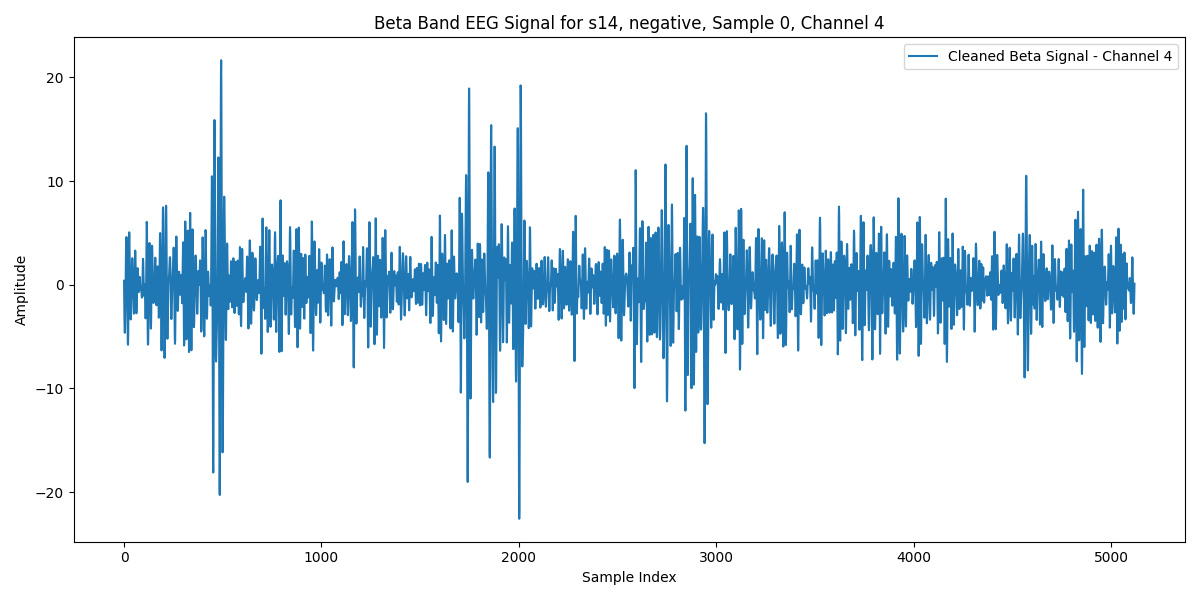 Beta Band EEG Signal for s14, negative, Sample 0, Channel 4
Cleaned Beta Signal - Channel 4
Amplitude
20
10
0
−10
−20
0 1000 2000 3000 4000 5000
Sample Index